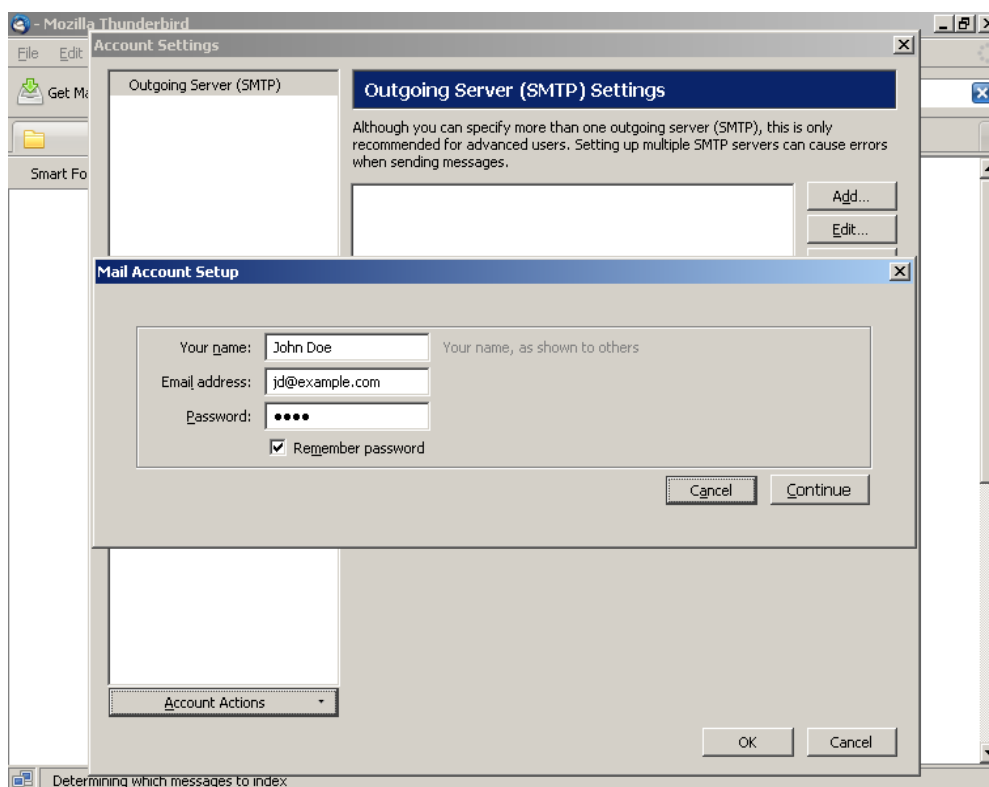 - Mozilla Thunderbird
File Edit
Account Settings
Get Ma
Outgoing Server (SMTP)
Outgoing Server (SMTP) Settings
Although you can specify more than one outgoing server (SMTP), this is only
recommended for advanced users. Setting up multiple SMTP servers can cause errors
when sending messages.
Smart Fo
Add...
Edit...
Mail Account Setup
Your name: John Doe Your name, as shown to others
Email address: jd@example.com
Password: ●●●●
Remember password
Cancel Continue
Account Actions
OK Cancel
Determining which messages to index